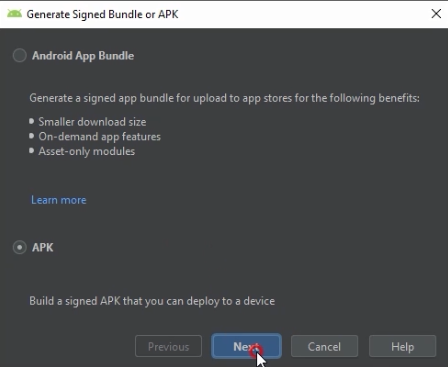 Generate Signed Bundle or APK
Android App Bundle
Generate a signed app bundle for upload to app stores for the following benefits:
Smaller download size
On-demand app features
Asset-only modules
Learn more
APK
Build a signed APK that you can deploy to a device
Previous Next Cancel Help